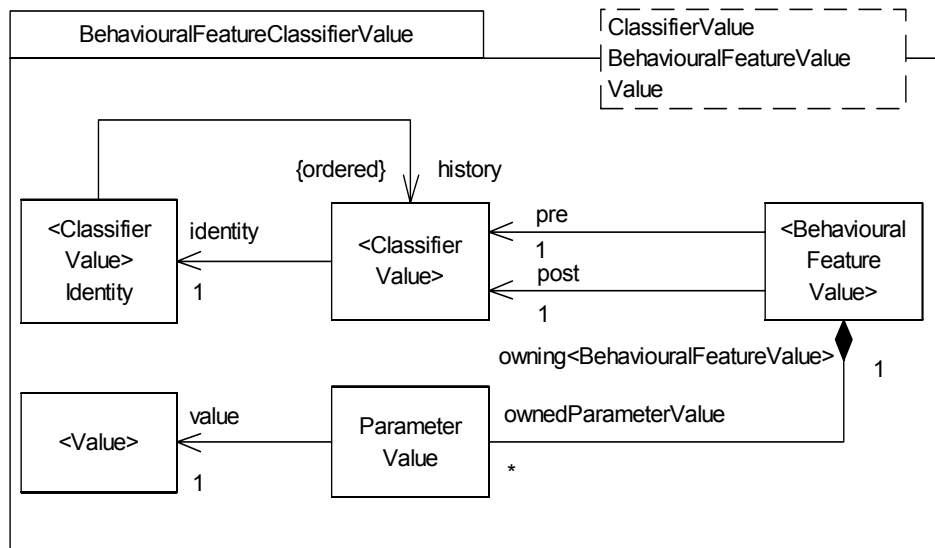 BehaviouralFeatureClassifierValue
ClassifierValue
BehaviouralFeatureValue
Value
{ordered}
history
<Classifier
Value>
Identity
identity
1
<Classifier
Value>
pre
1
post
1
<Behavioural
Feature
Value>
owning<BehaviouralFeatureValue>
1
<Value>
value
1
Parameter
Value
ownedParameterValue
*